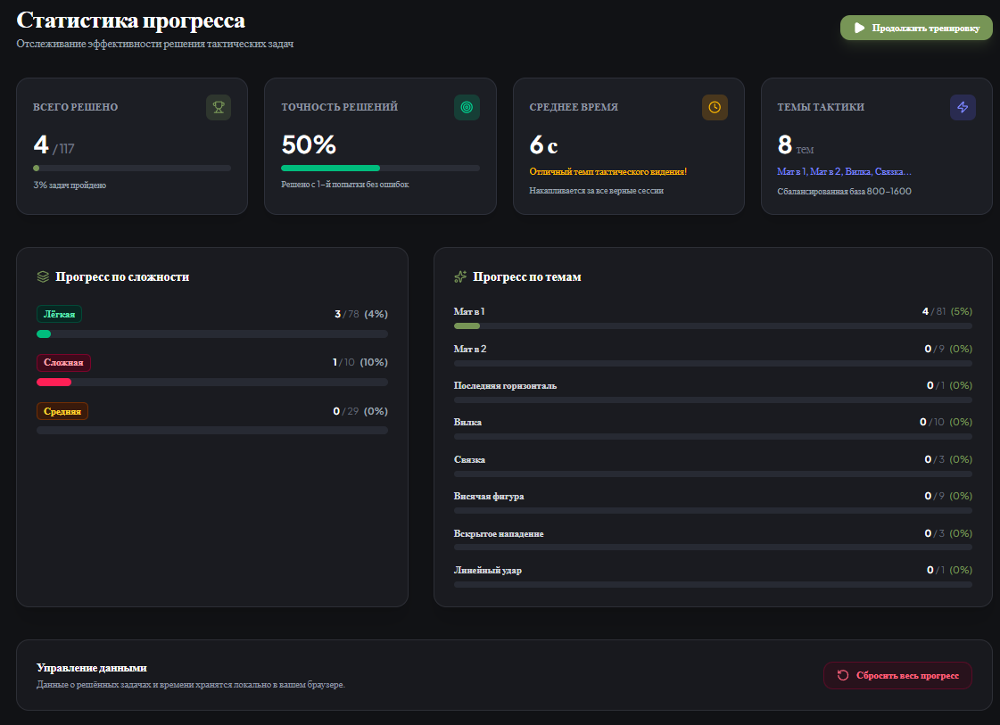 Статистика прогресса
Отслеживание эффективности решения тактических задач
Продолжить тренировку
ВСЕГО РЕШЕНО
4 /117
3% задач пройдено
ТОЧНОСТЬ РЕШЕНИЙ
50%
Решено с 1-й попытки без ошибок
СРЕДНЕЕ ВРЕМЯ
6 с
Отличный темп тактического видения!
Накапливается за все верные сессии
ТЕМЫ ТАКТИКИ
8 тем
Мат в 1, Мат в 2, Вилка, Связка...
Сбалансированная база 800-1600
Прогресс по сложности
Лёгкая 3 / 78 (4%)
Сложная 1 / 10 (10%)
Средняя 0 / 29 (0%)
Прогресс по темам
Мат в 1 4 / 81 (5%)
Мат в 2 0 / 9 (0%)
Последняя горизонталь 0 / 1 (0%)
Вилка 0 / 10 (0%)
Связка 0 / 3 (0%)
Висячая фигура 0 / 9 (0%)
Вскрытое нападение 0 / 3 (0%)
Линейный удар 0 / 1 (0%)
Управление данными
Данные о решённых задачах и времени хранятся локально в вашем браузере.
Сбросить весь прогресс